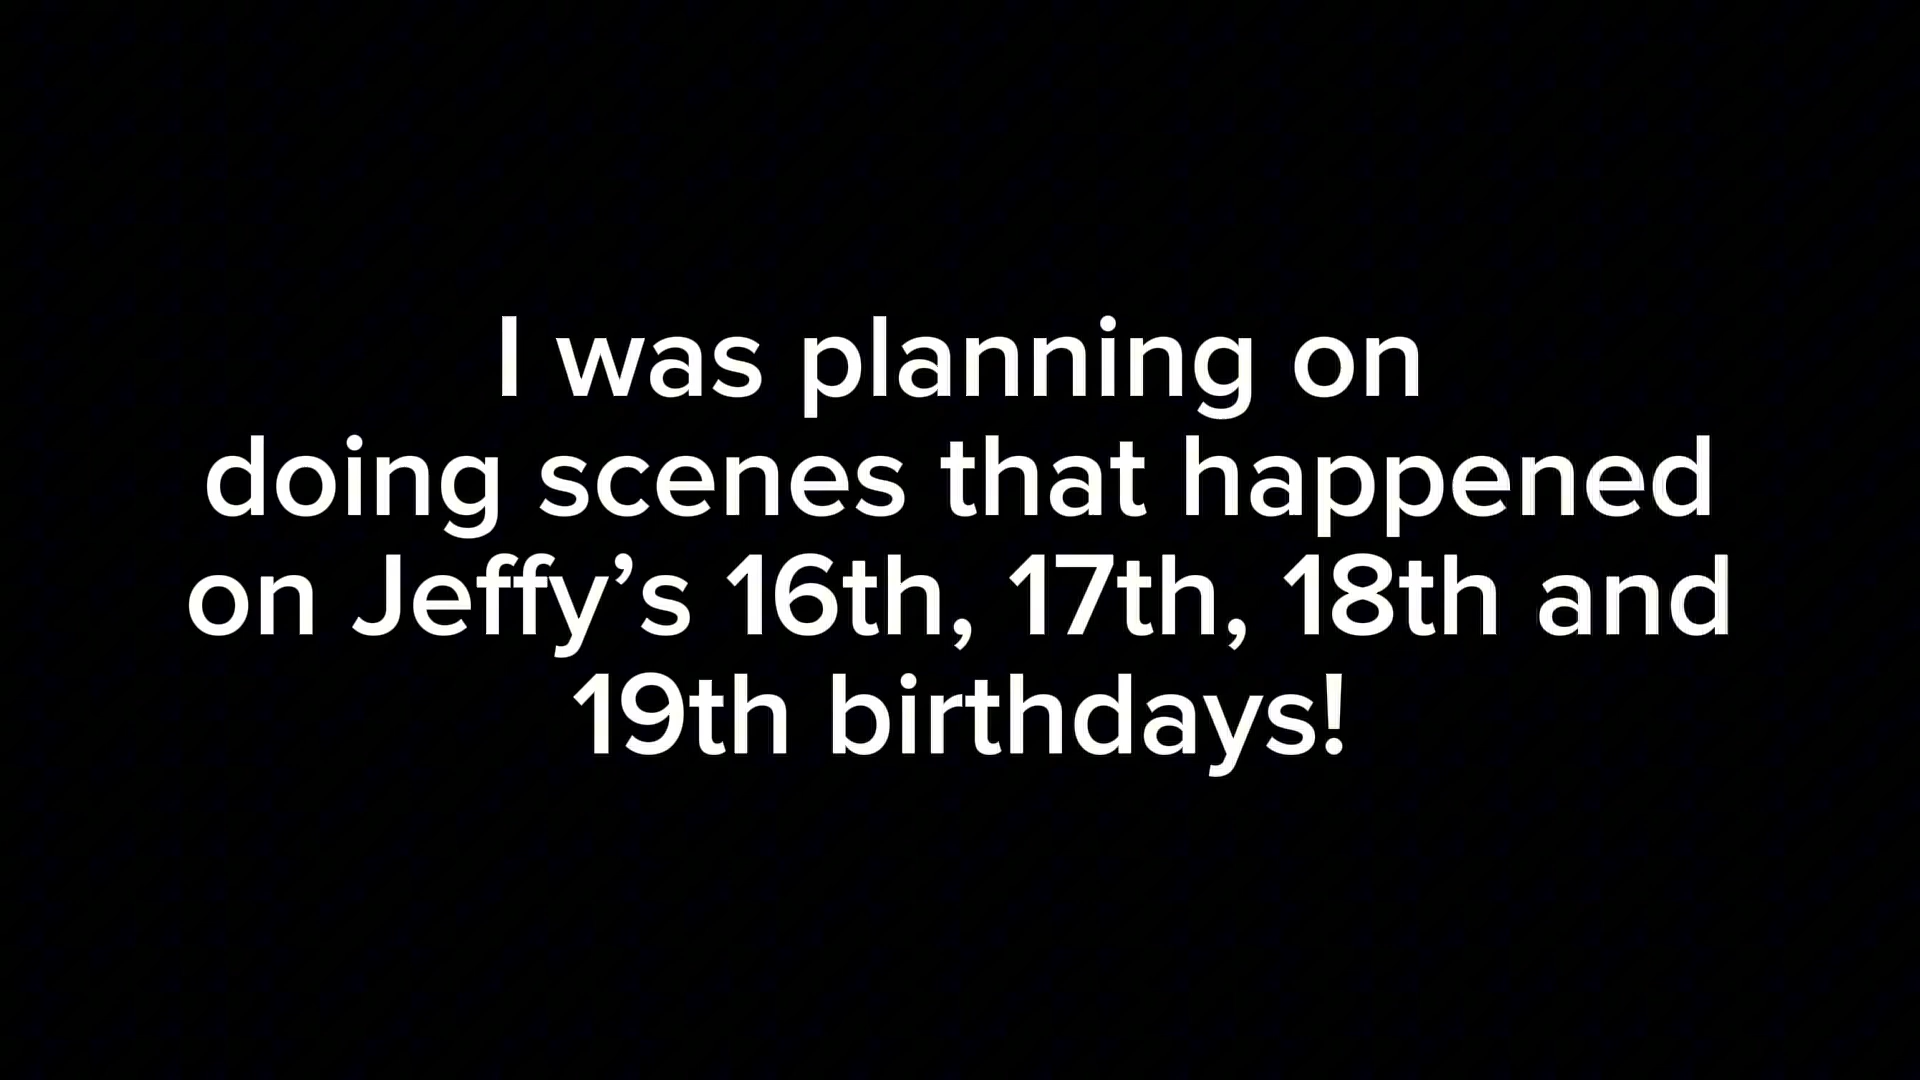 I was planning on
doing scenes that happened
on Jeffy’s 16th, 17th, 18th and
19th birthdays!